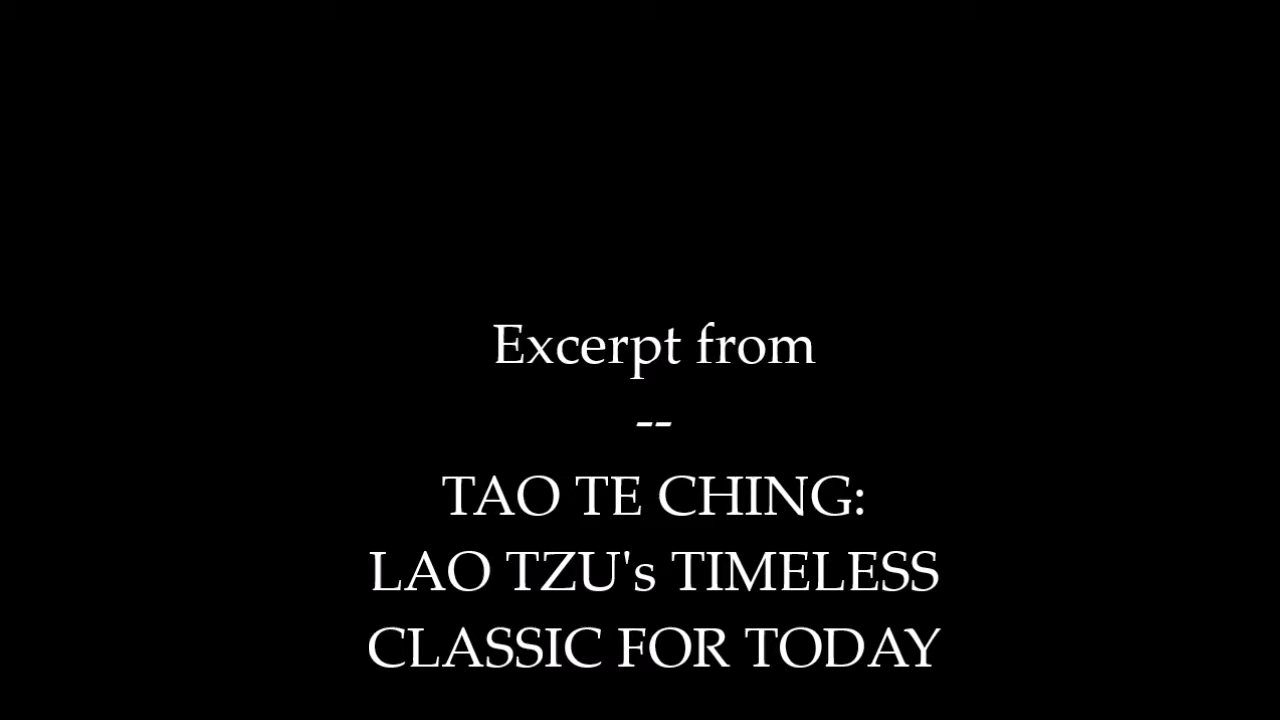 Excerpt from
--
TAO TE CHING:
LAO TZU's TIMELESS
CLASSIC FOR TODAY